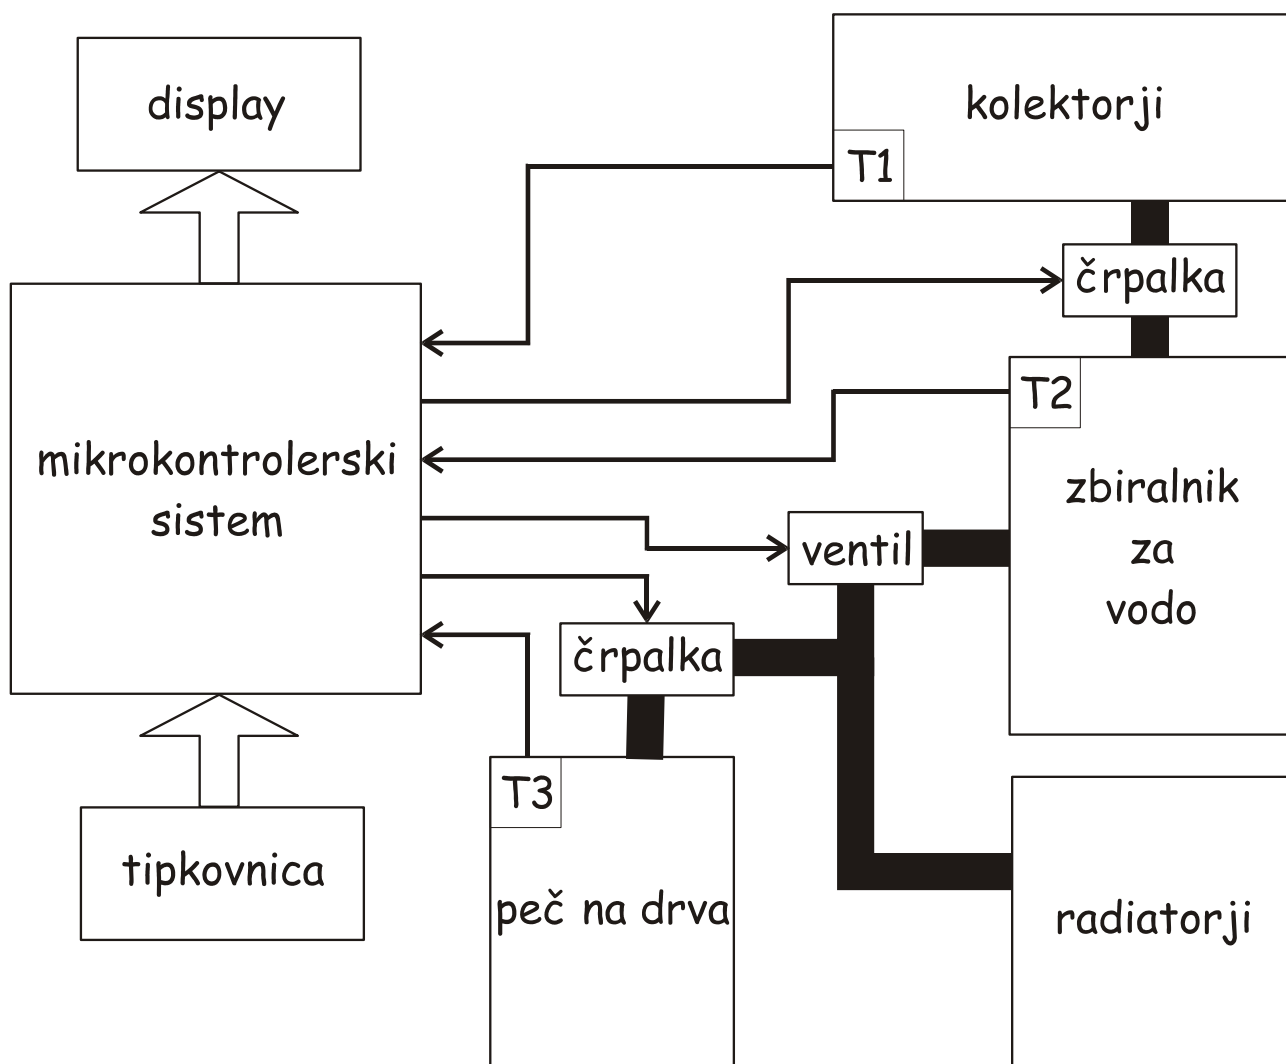 display
kolektorji
T1
črpalka
T2
mikrokontrolerski
sistem
zbiralnik
za
vodo
ventil
črpalka
T3
tipkovnica
peč na drva
radiatorji